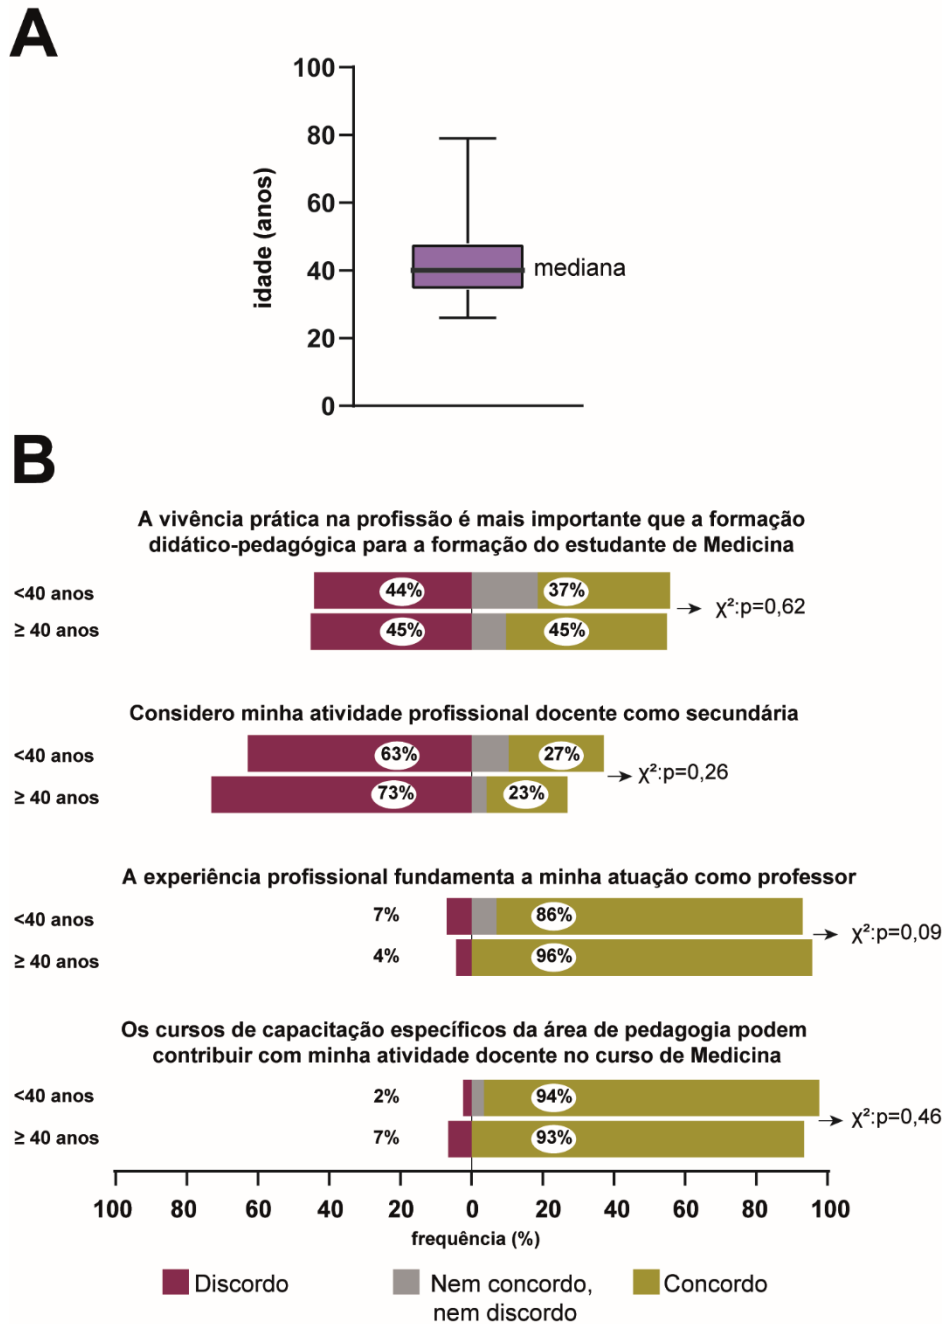 A
100
80
60
40
20
0
idade (anos)
mediana
B
A vivência prática na profissão é mais importante que a formação
didático-pedagógica para a formação do estudante de Medicina
<40 anos 44% 37%
≥ 40 anos 45% 45%
χ²:p=0,62
Considero minha atividade profissional docente como secundária
<40 anos 63% 27%
≥ 40 anos 73% 23%
χ²:p=0,26
A experiência profissional fundamenta a minha atuação como professor
<40 anos 7% 86%
≥ 40 anos 4% 96%
χ²:p=0,09
Os cursos de capacitação específicos da área de pedagogia podem
contribuir com minha atividade docente no curso de Medicina
<40 anos 2% 94%
≥ 40 anos 7% 93%
χ²:p=0,46
100 80 60 40 20 0 20 40 60 80 100
frequência (%)
Discordo
Nem concordo,
nem discordo
Concordo